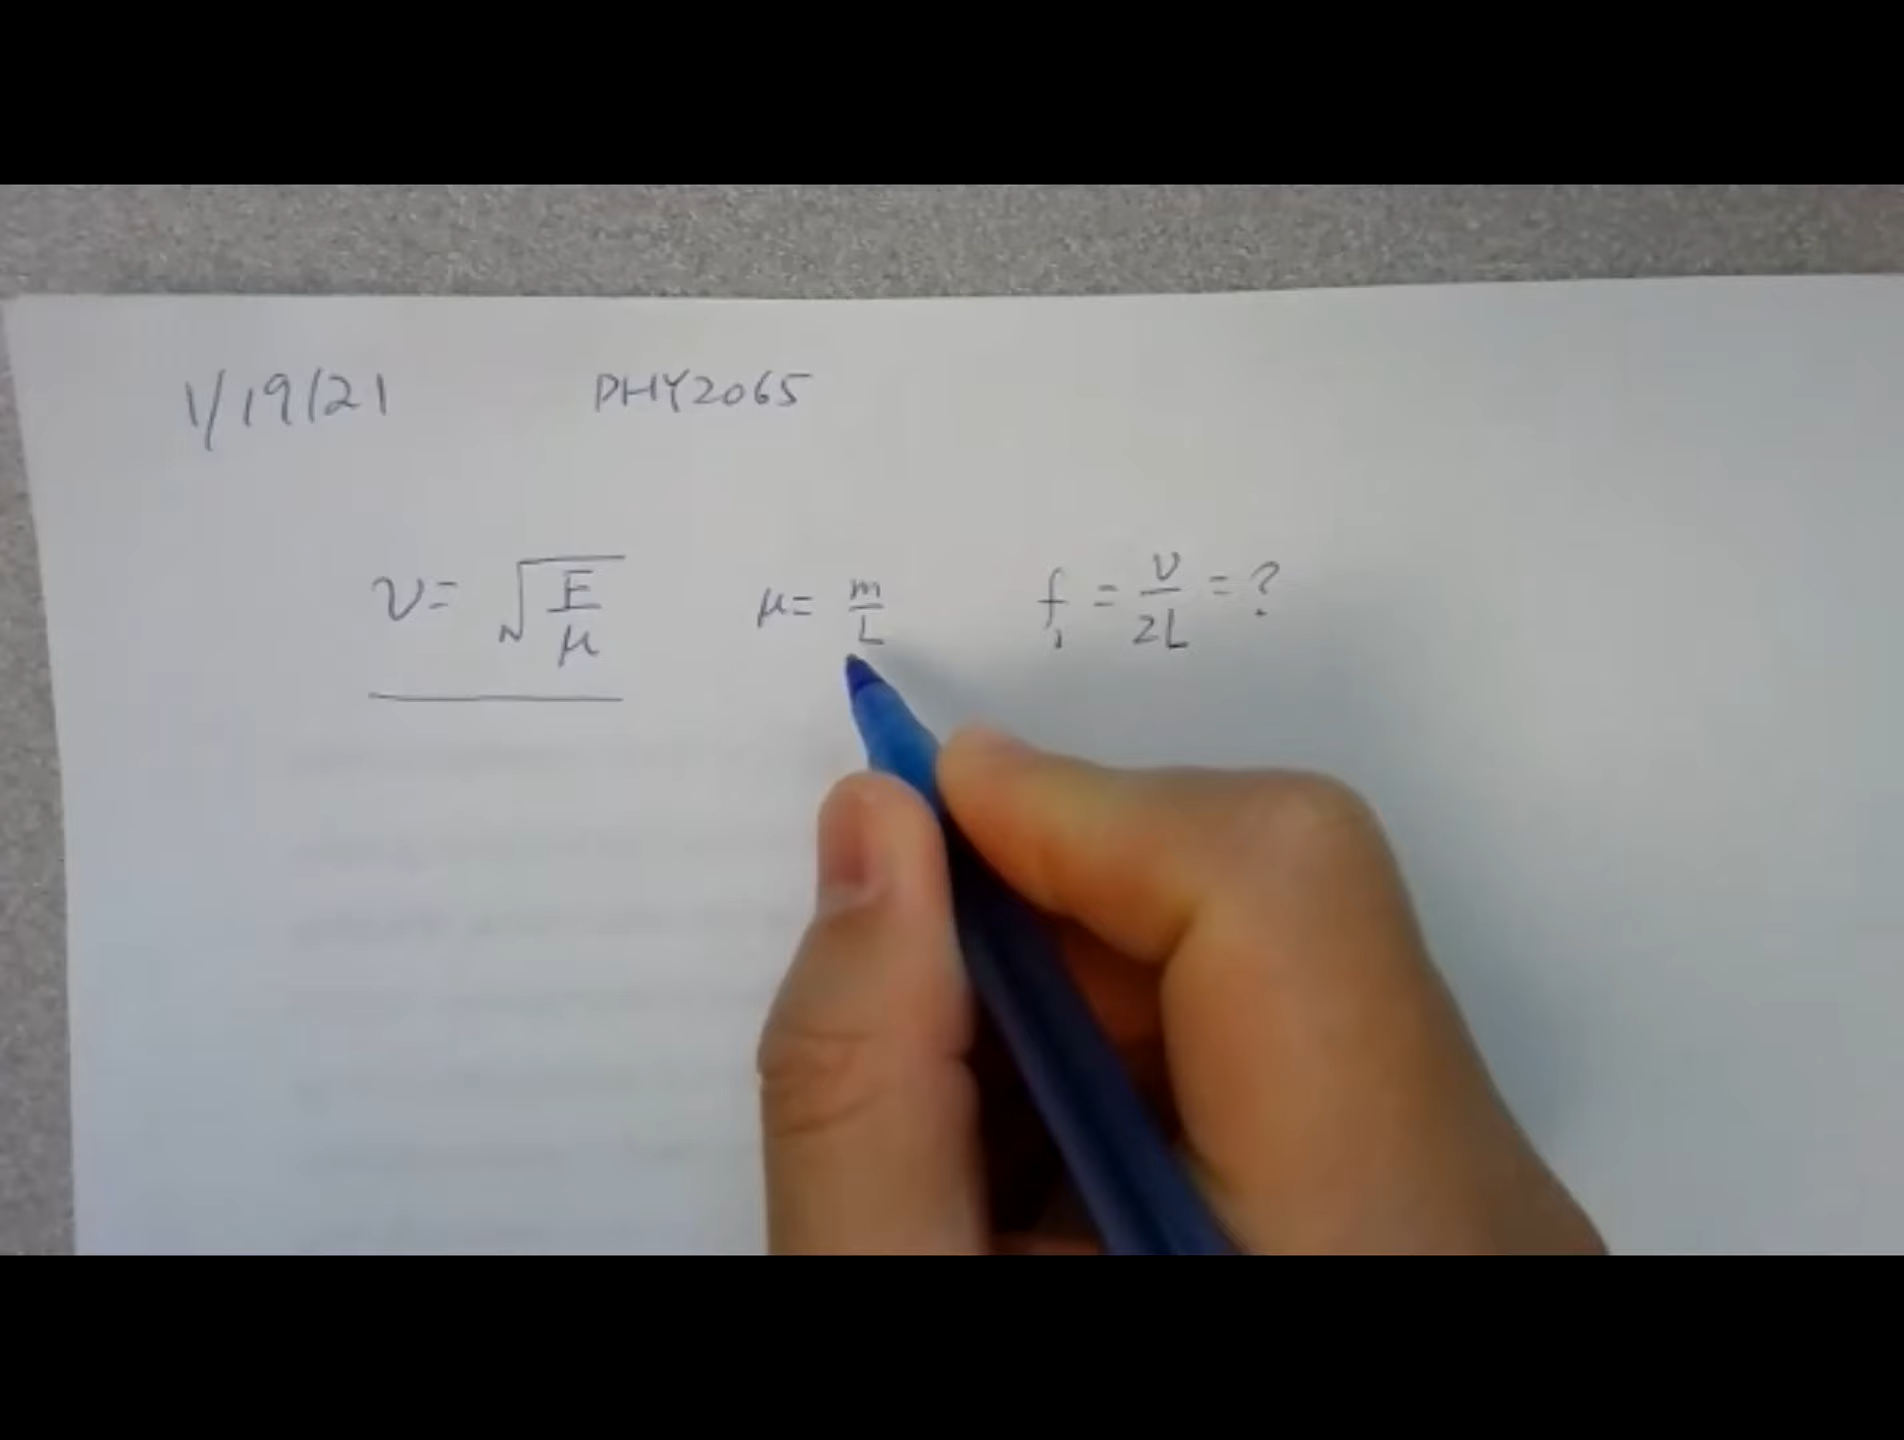 1/19/21 PHY2065
v = √(F/μ) μ = m/L f₁ = v/2L = ?